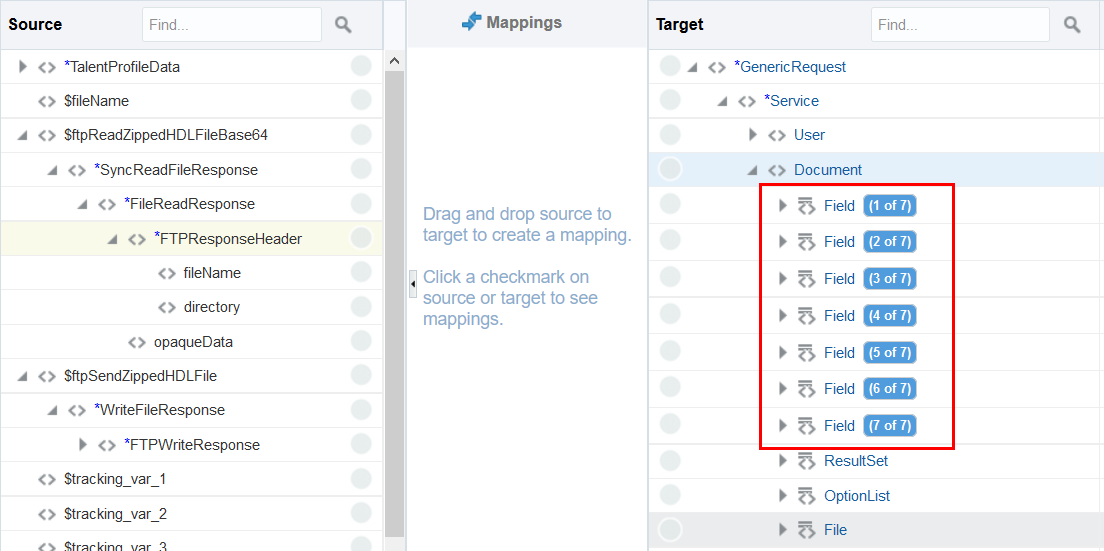 Source
Find...
*TalentProfileData
$fileName
$ftpReadZippedHDLFileBase64
*SyncReadFileResponse
*FileReadResponse
*FTPResponseHeader
fileName
directory
opaqueData
$ftpSendZippedHDLFile
*WriteFileResponse
*FTPWriteResponse
$tracking_var_1
$tracking_var_2
$tracking_var_3
Mappings
Drag and drop source to
target to create a mapping.
Click a checkmark on
source or target to see
mappings.
Target
Find...
*GenericRequest
*Service
User
Document
Field (1 of 7)
Field (2 of 7)
Field (3 of 7)
Field (4 of 7)
Field (5 of 7)
Field (6 of 7)
Field (7 of 7)
ResultSet
OptionList
File